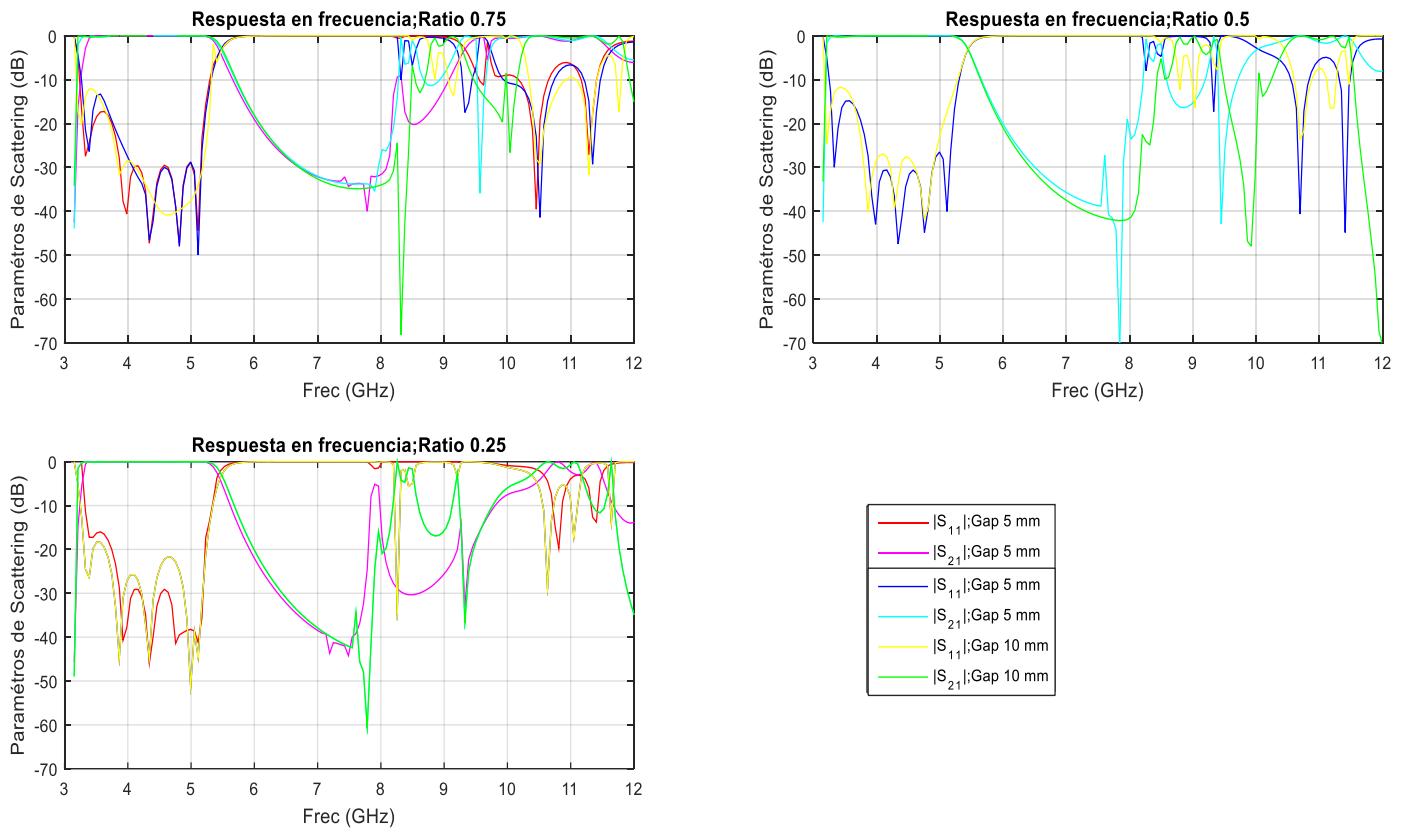 Respuesta en frecuencia;Ratio 0.75
Paramétros de Scattering (dB)
0
-10
-20
-30
-40
-50
-60
-70
3 4 5 6 7 8 9 10 11 12
Frec (GHz)
Respuesta en frecuencia;Ratio 0.5
Paramétros de Scattering (dB)
0
-10
-20
-30
-40
-50
-60
-70
3 4 5 6 7 8 9 10 11 12
Frec (GHz)
Respuesta en frecuencia;Ratio 0.25
Paramétros de Scattering (dB)
0
-10
-20
-30
-40
-50
-60
-70
3 4 5 6 7 8 9 10 11 12
Frec (GHz)
|S11|;Gap 5 mm
|S21|;Gap 5 mm
|S11|;Gap 5 mm
|S21|;Gap 5 mm
|S11|;Gap 10 mm
|S21|;Gap 10 mm